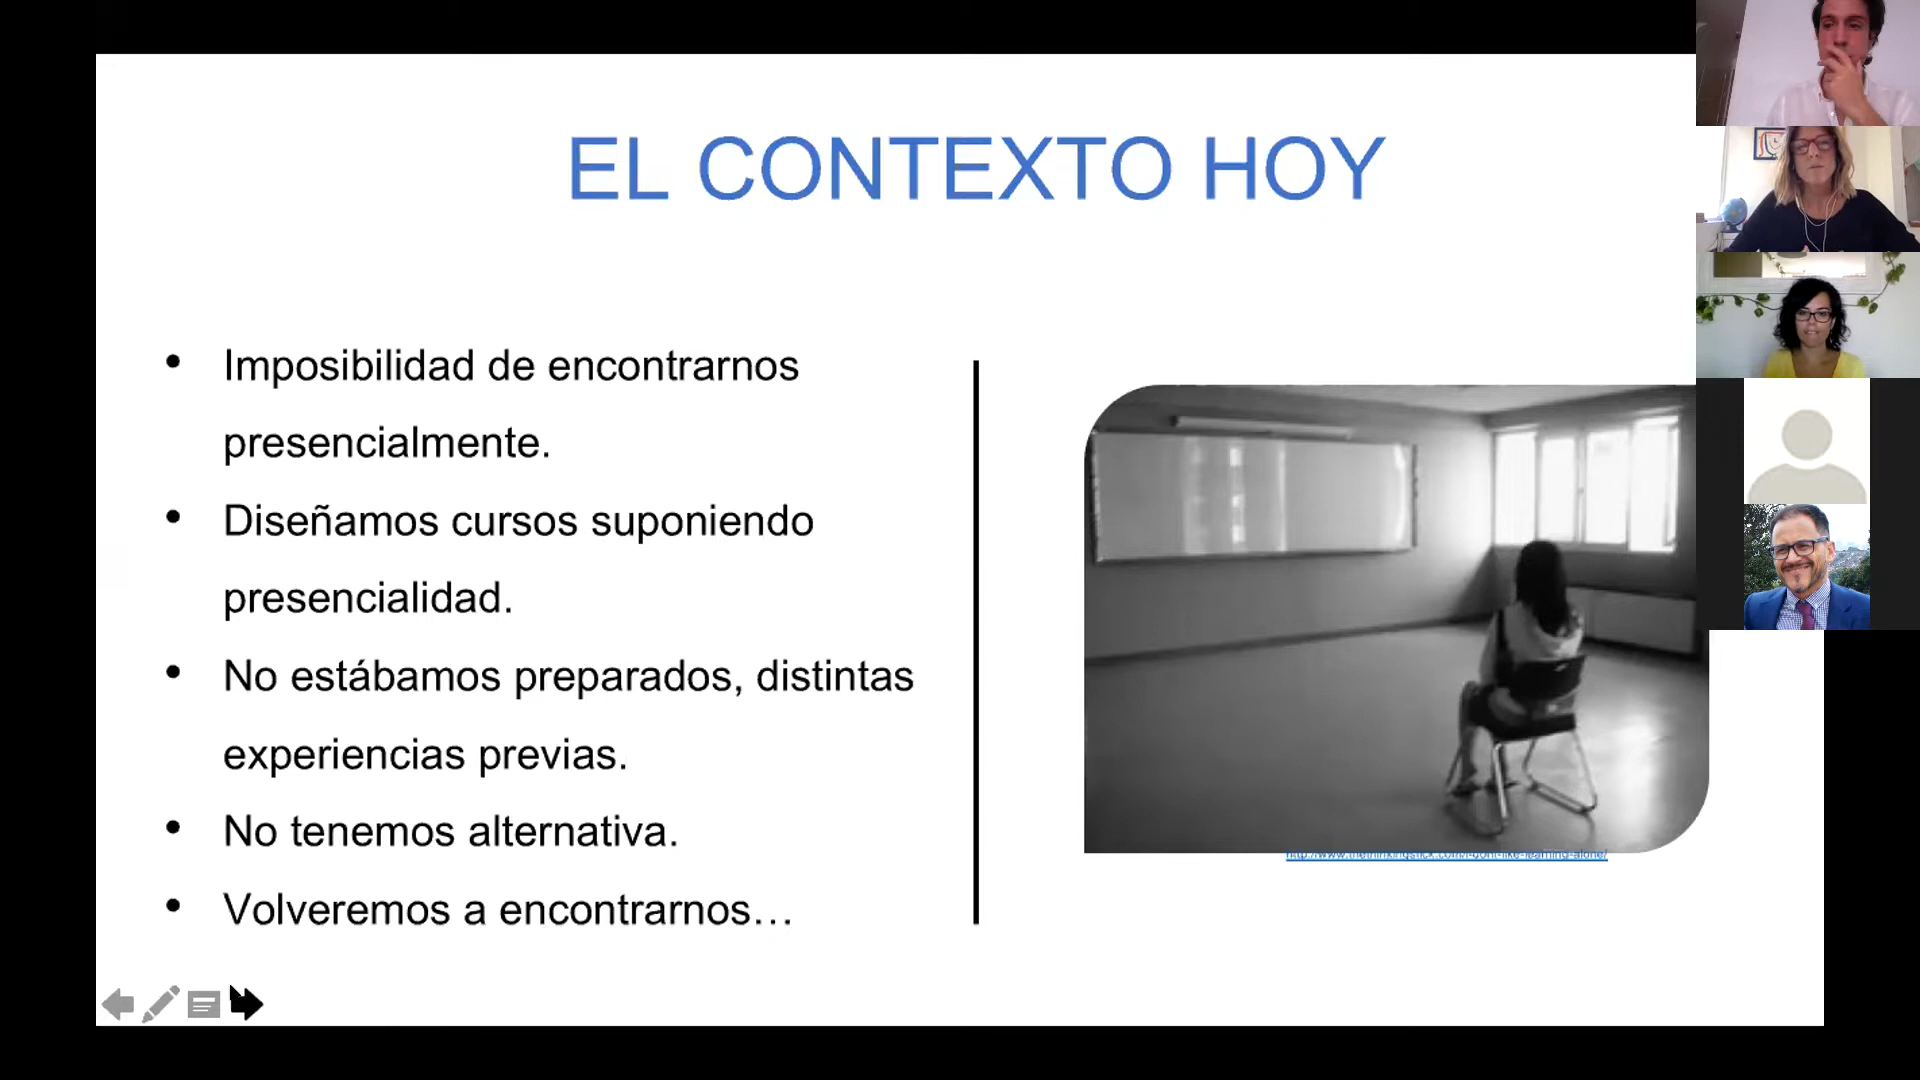 EL CONTEXTO HOY
• Imposibilidad de encontrarnos
presencialmente.
• Diseñamos cursos suponiendo
presencialidad.
• No estábamos preparados, distintas
experiencias previas.
• No tenemos alternativa.
• Volveremos a encontrarnos…